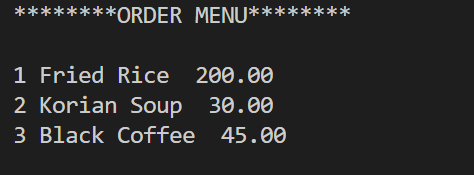 ********ORDER MENU********
1 Fried Rice  200.00
2 Korian Soup  30.00
3 Black Coffee  45.00